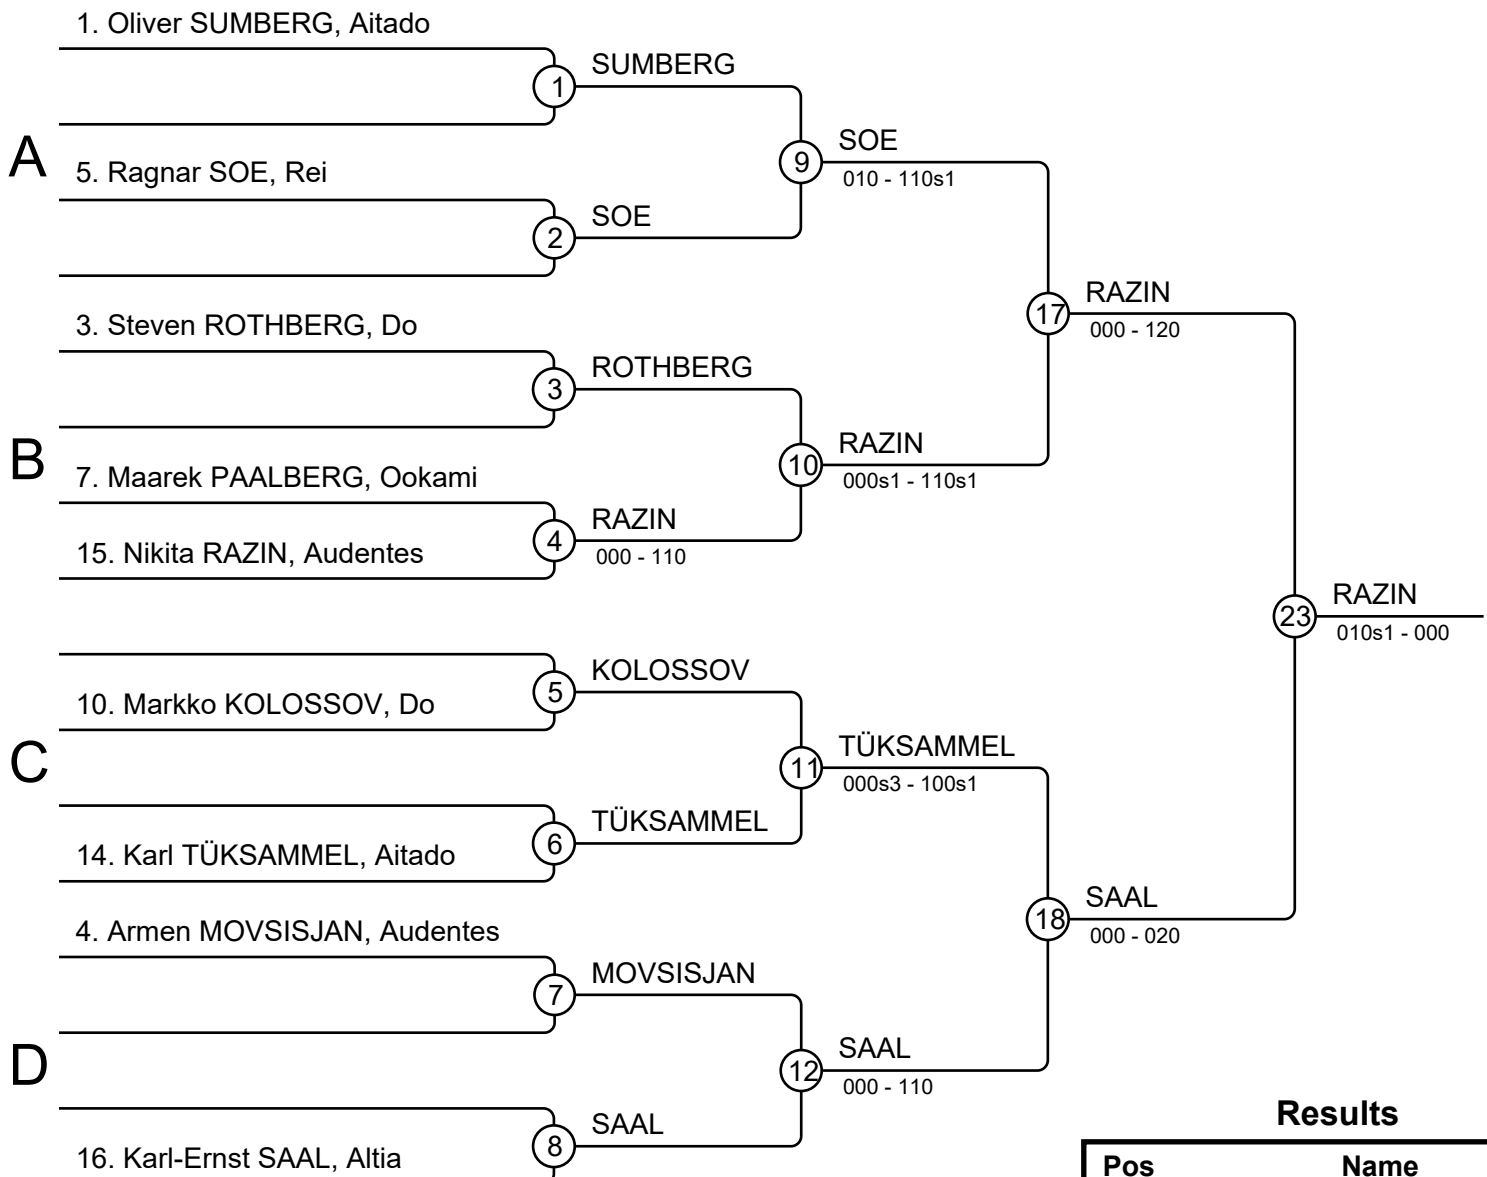 1. Oliver SUMBERG, Aitado
1
SUMBERG
A
5. Ragnar SOE, Rei
2
SOE
9
SOE
010 - 110s1
3. Steven ROTHBERG, Do
3
ROTHBERG
B
7. Maarek PAALBERG, Ookami
15. Nikita RAZIN, Audentes
4
RAZIN
000 - 110
10
RAZIN
000s1 - 110s1
17
RAZIN
000 - 120
10. Markko KOLOSSOV, Do
5
KOLOSSOV
C
14. Karl TÜKSAMMEL, Aitado
6
TÜKSAMMEL
11
TÜKSAMMEL
000s3 - 100s1
4. Armen MOVSISJAN, Audentes
7
MOVSISJAN
D
16. Karl-Ernst SAAL, Altia
8
SAAL
12
SAAL
000 - 110
18
SAAL
000 - 020
23
RAZIN
010s1 - 000
Results
Pos Name